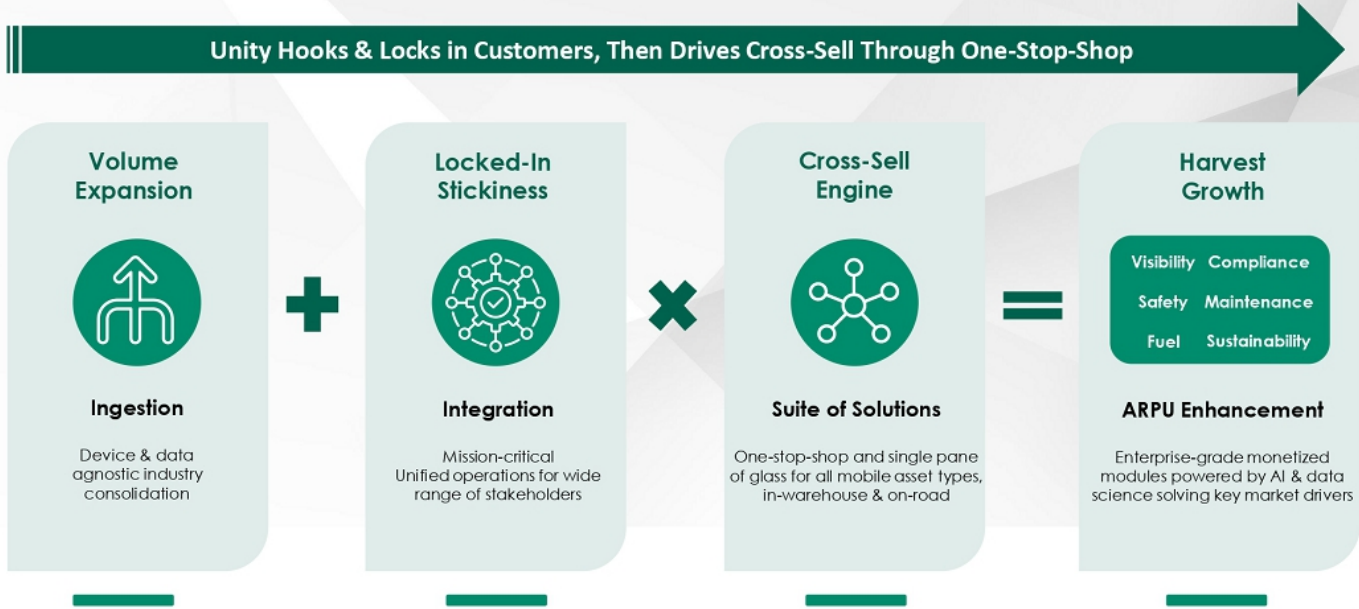 Unity Hooks & Locks in Customers, Then Drives Cross-Sell Through One-Stop-Shop
Volume
Expansion
Ingestion
Device & data
agnostic industry
consolidation
Locked-In
Stickiness
Integration
Mission-critical
Unified operations for wide
range of stakeholders
Cross-Sell
Engine
Suite of Solutions
One-stop-shop and single pane
of glass for all mobile asset types,
in-warehouse & on-road
Harvest
Growth
Visibility Compliance
Safety Maintenance
Fuel Sustainability
ARPU Enhancement
Enterprise-grade monetized
modules powered by AI & data
science solving key market drivers